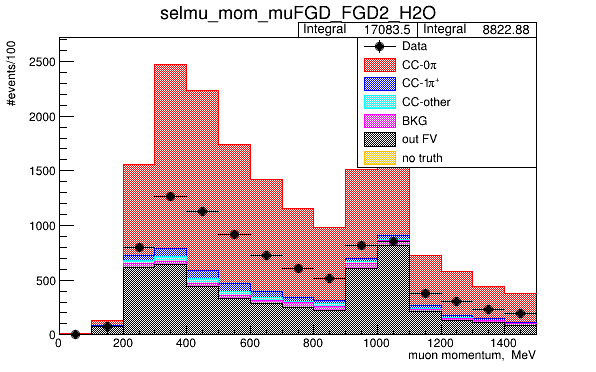 selmu_mom_muFGD_FGD2_H2O
Integral 17083.5 Integral 8822.88
Data
CC-0π
CC-1π⁺
CC-other
BKG
out FV
no truth
#events/100
2500
2000
1500
1000
500
0
0 200 400 600 800 1000 1200 1400
muon momentum, MeV